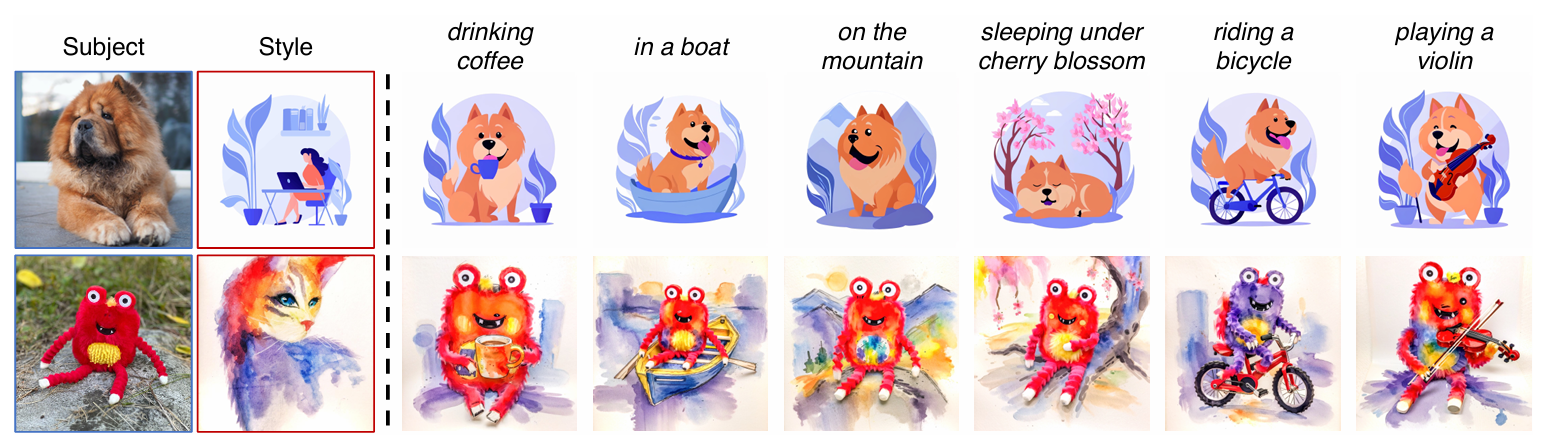 Subject
Style
drinking
coffee
in a boat
on the
mountain
sleeping under
cherry blossom
riding a
bicycle
playing a
violin